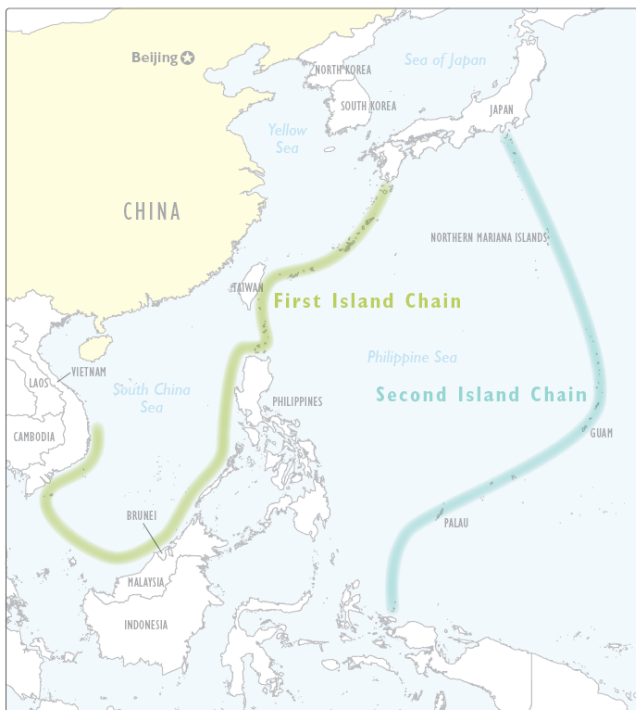 Beijing
Sea of Japan
NORTH KOREA
SOUTH KOREA
JAPAN
Yellow
Sea
CHINA
NORTHERN MARIANA ISLANDS
TAIWAN
First Island Chain
Philippine Sea
VIETNAM
LAOS
South China
Sea
Second Island Chain
PHILIPPINES
CAMBODIA
GUAM
BRUNEI
PALAU
MALAYSIA
INDONESIA